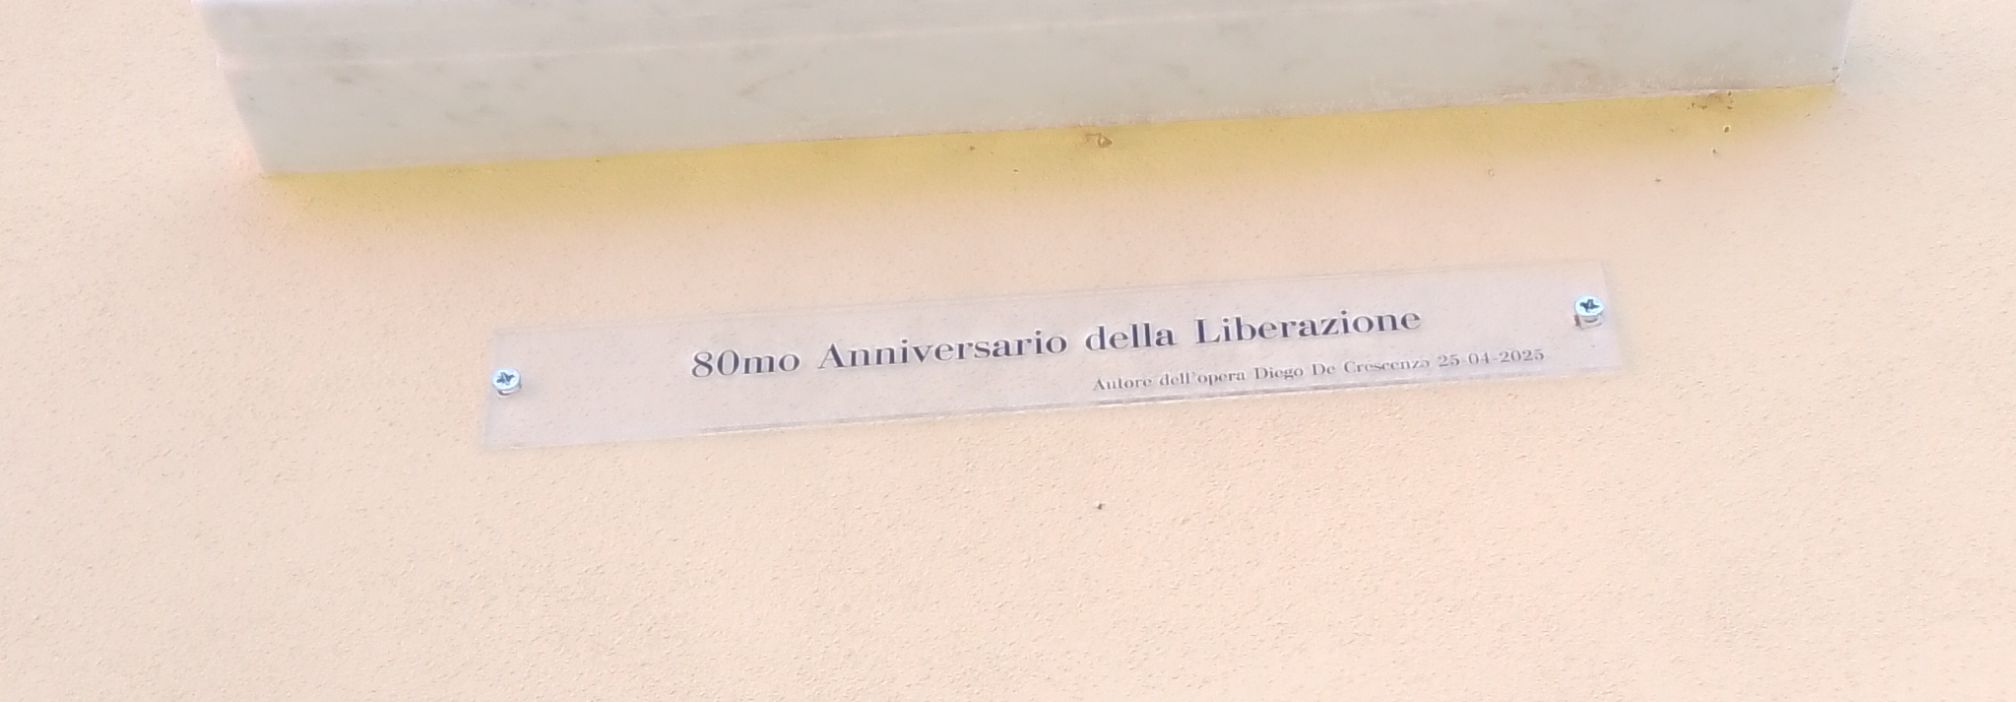 80mo Anniversario della Liberazione
Autore dell'opera Diego De Crescenzo 25-04-2025